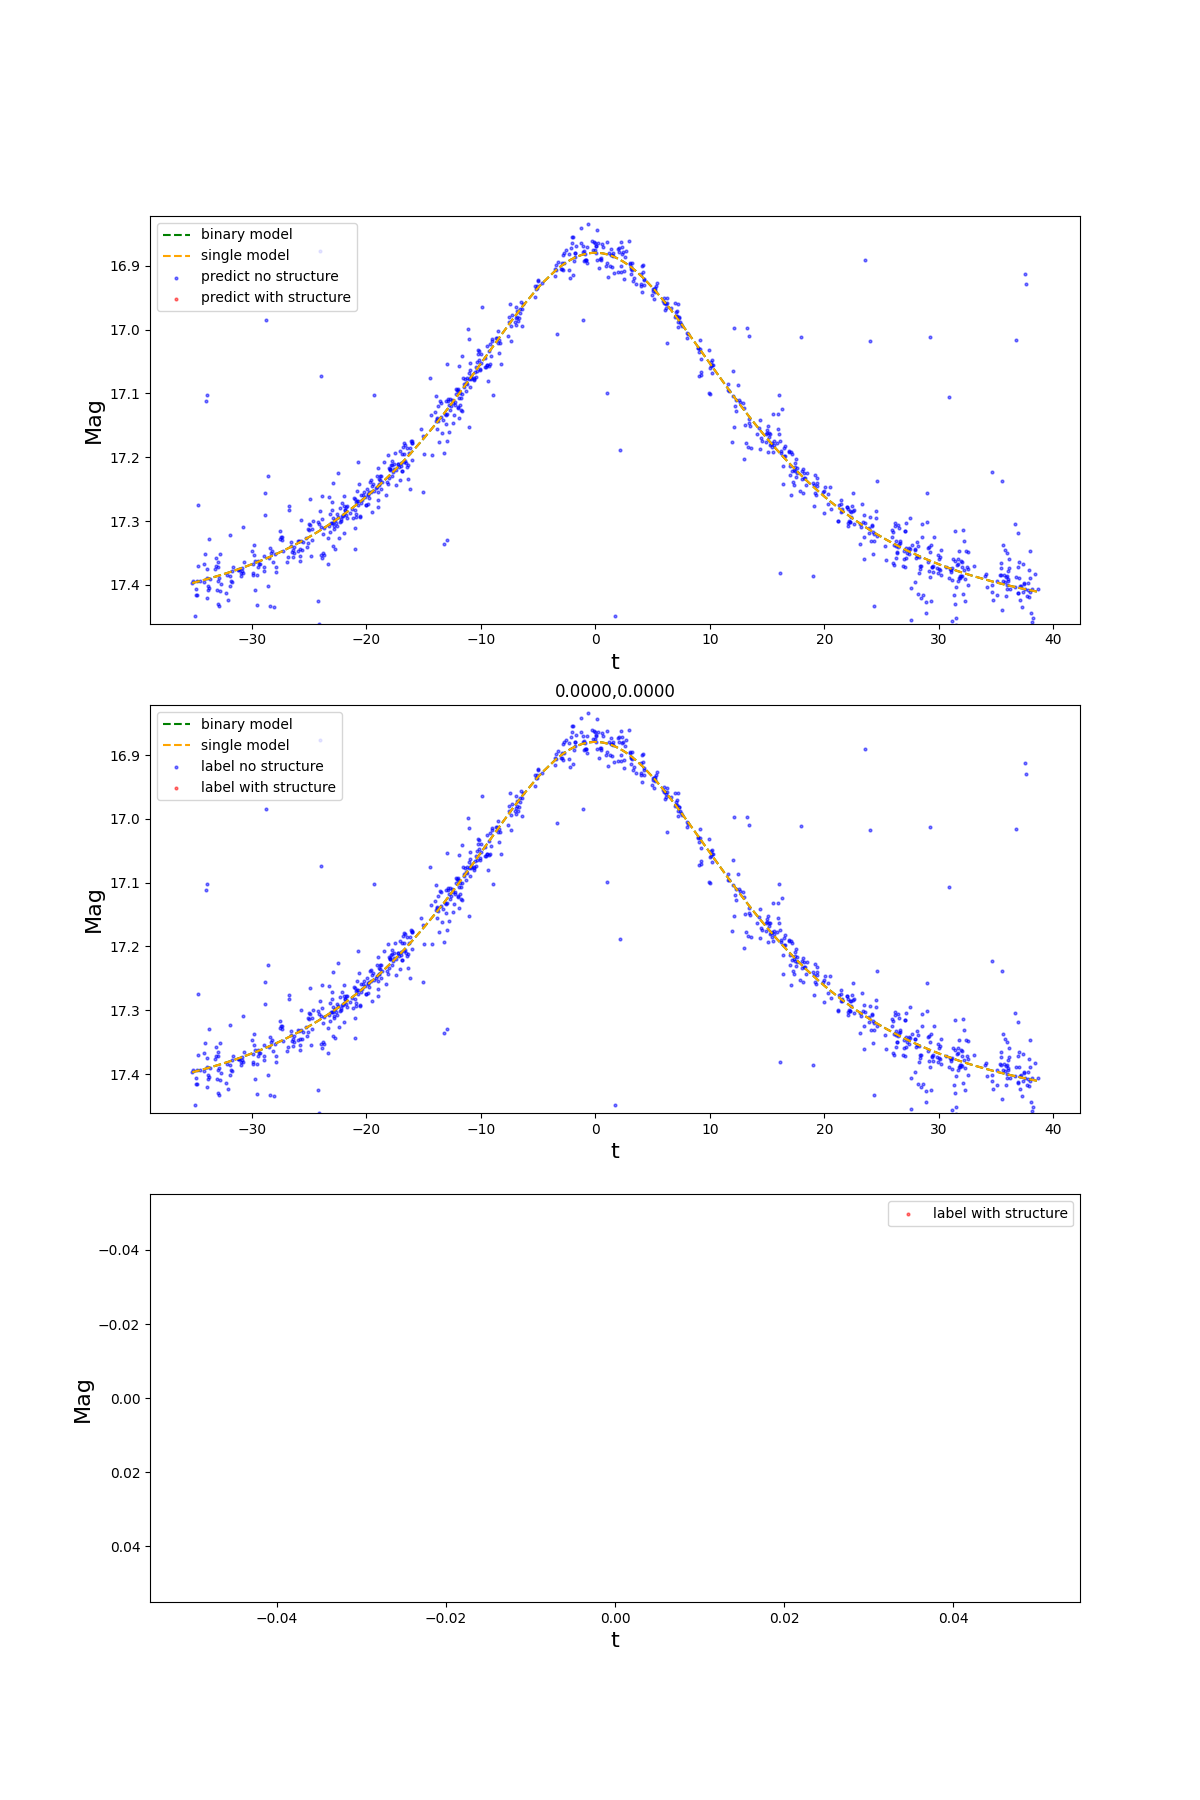 binary model
single model
predict no structure
predict with structure
16.9
17.0
17.1
17.2
17.3
17.4
Mag
−30 −20 −10 0 10 20 30 40
t
0.0000,0.0000
binary model
single model
label no structure
label with structure
16.9
17.0
17.1
17.2
17.3
17.4
Mag
−30 −20 −10 0 10 20 30 40
t
label with structure
−0.04
−0.02
0.00
0.02
0.04
Mag
−0.04 −0.02 0.00 0.02 0.04
t